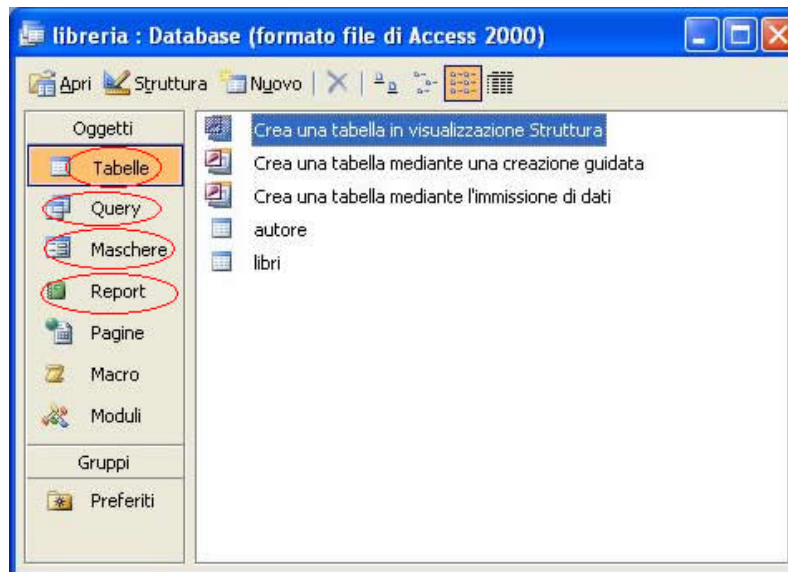 libreria : Database (formato file di Access 2000)
Apri Struttura Nuovo
Oggetti
Tabelle
Query
Maschere
Report
Pagine
Macro
Moduli
Gruppi
Preferiti
Crea una tabella in visualizzazione Struttura
Crea una tabella mediante una creazione guidata
Crea una tabella mediante l'immissione di dati
autore
libri